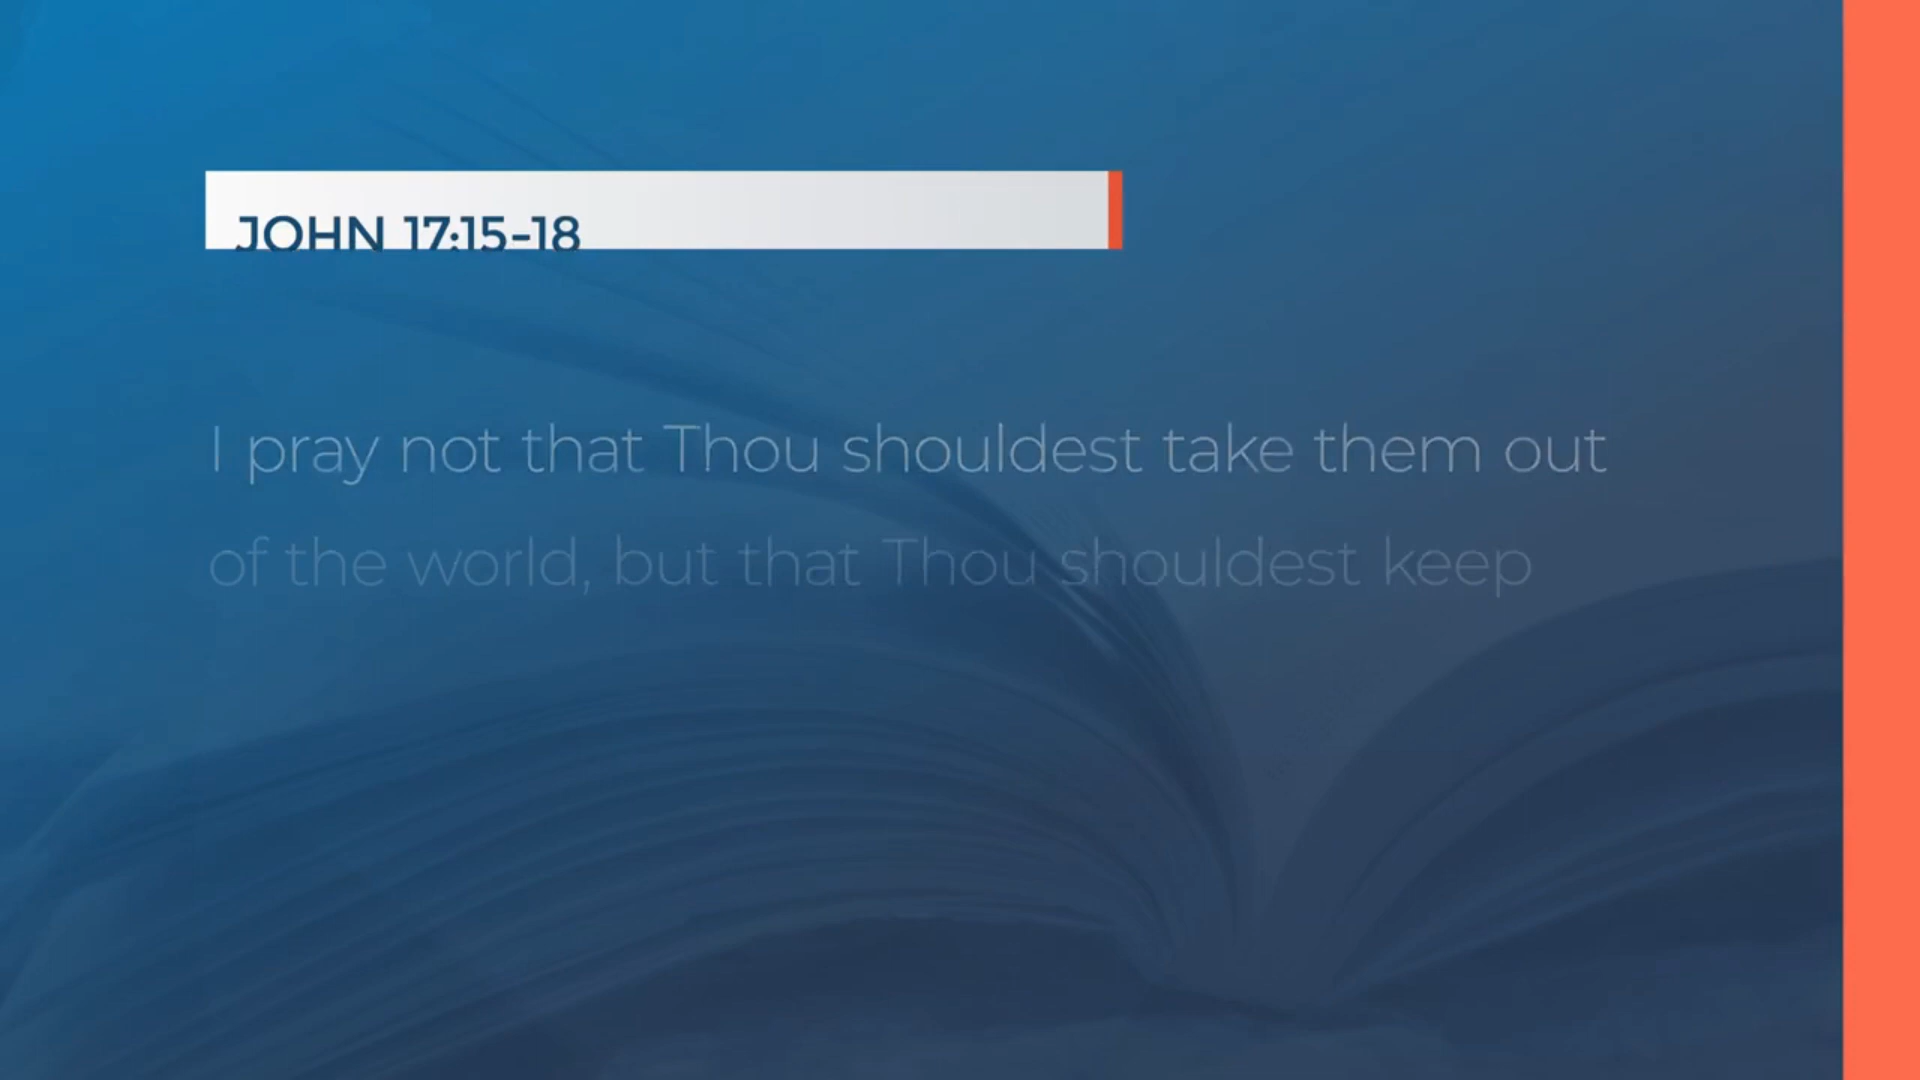 JOHN 17:15-18
I pray not that Thou shouldest take them out
of the world, but that Thou shouldest keep